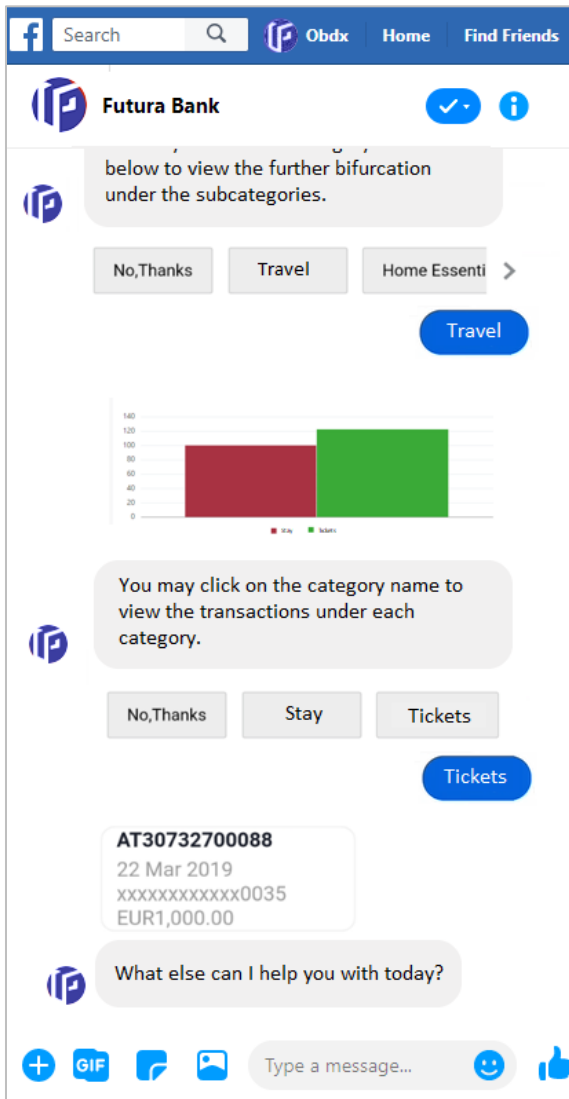 Search
Obdx
Home
Find Friends
Futura Bank
below to view the further bifurcation
under the subcategories.
No,Thanks
Travel
Home Essenti
Travel
140
120
100
80
60
40
20
0
Stay
Tickets
You may click on the category name to
view the transactions under each
category.
No,Thanks
Stay
Tickets
Tickets
AT30732700088
22 Mar 2019
xxxxxxxxxxxx0035
EUR1,000.00
What else can I help you with today?
GIF
Type a message...